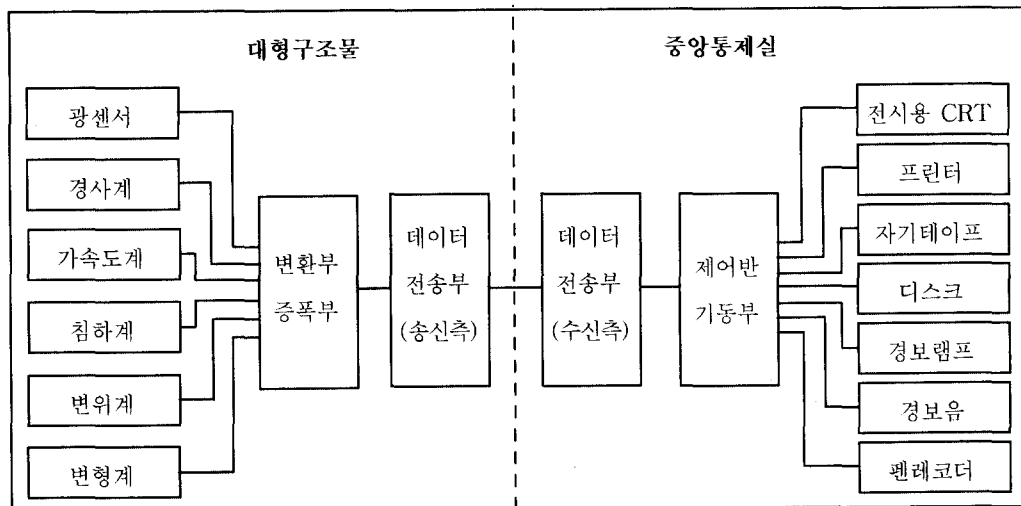 대형구조물
광센서
경사계
가속도계
침하계
변위계
변형계
변환부
증폭부
데이터
전송부
(송신측)
중앙통제실
데이터
전송부
(수신측)
제어반
기동부
전시용 CRT
프린터
자기테이프
디스크
경보램프
경보음
펜레코더